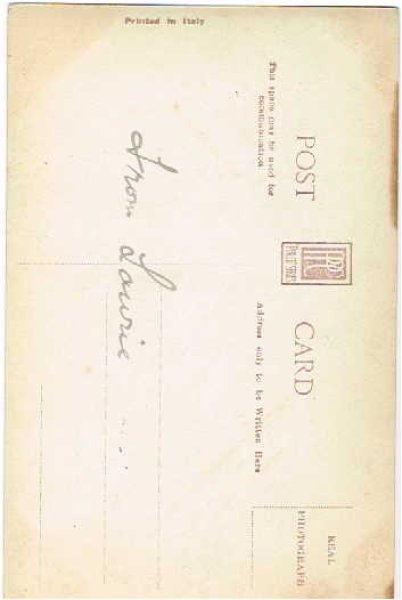 Printed in Italy
POST CARD
This space may be used for
communication
Address only to be Written Here
REAL
PHOTOGRAPH
From Laurie